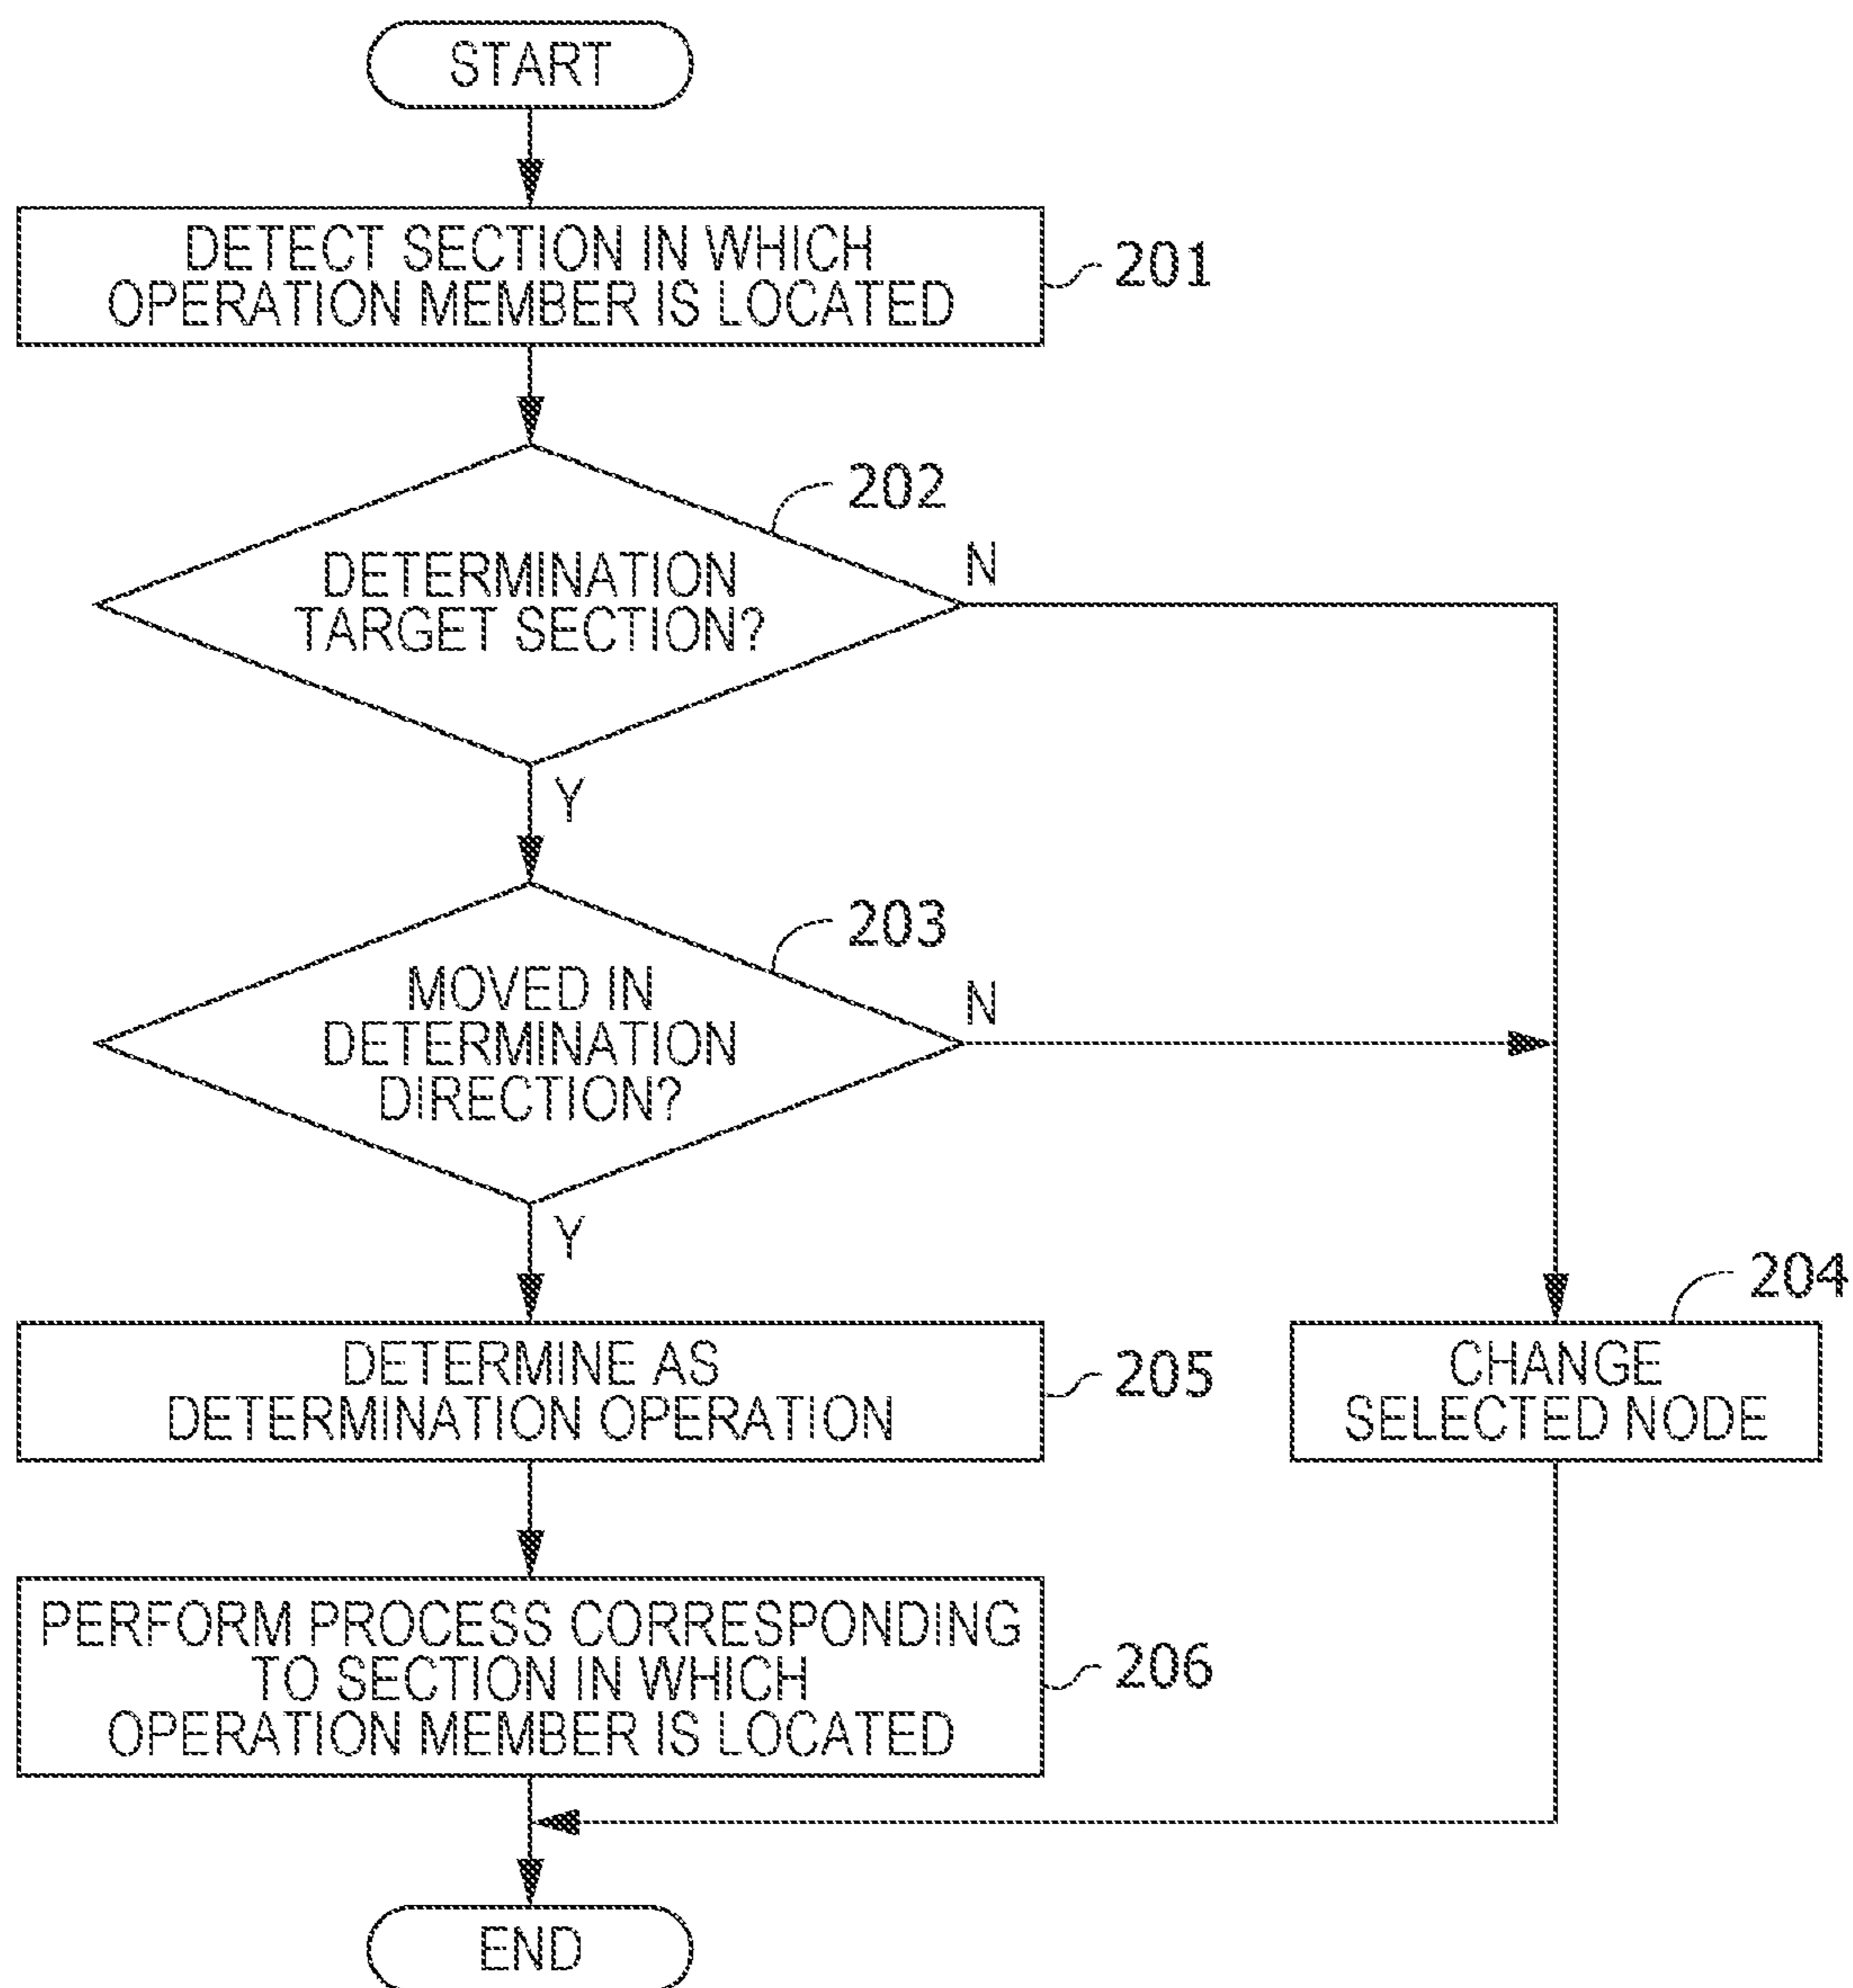 START
DETECT SECTION IN WHICH
OPERATION MEMBER IS LOCATED
201
202
DETERMINATION
TARGET SECTION?
N
Y
203
MOVED IN
DETERMINATION
DIRECTION?
N
Y
204
CHANGE
SELECTED NODE
DETERMINE AS
DETERMINATION OPERATION
205
PERFORM PROCESS CORRESPONDING
TO SECTION IN WHICH
OPERATION MEMBER IS LOCATED
206
END